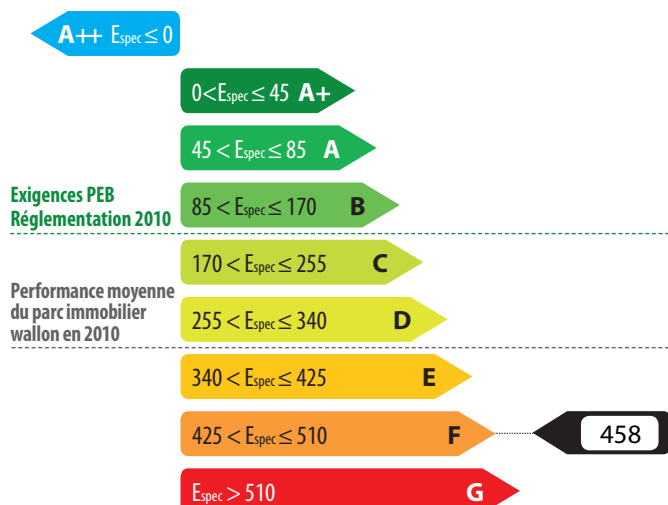 A++ Espec ≤ 0
0<Espec ≤ 45 A+
45 < Espec ≤ 85 A
Exigences PEB
Réglementation 2010
85 < Espec ≤ 170 B
170 < Espec ≤ 255 C
Performance moyenne
du parc immobilier
wallon en 2010
255 < Espec ≤ 340 D
340 < Espec ≤ 425 E
425 < Espec ≤ 510 F 458
Espec > 510 G